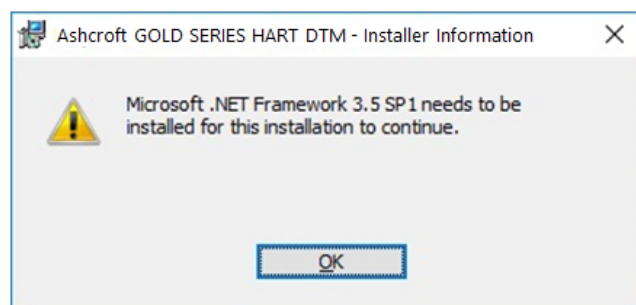 Ashcroft GOLD SERIES HART DTM - Installer Information
Microsoft .NET Framework 3.5 SP1 needs to be
installed for this installation to continue.
OK